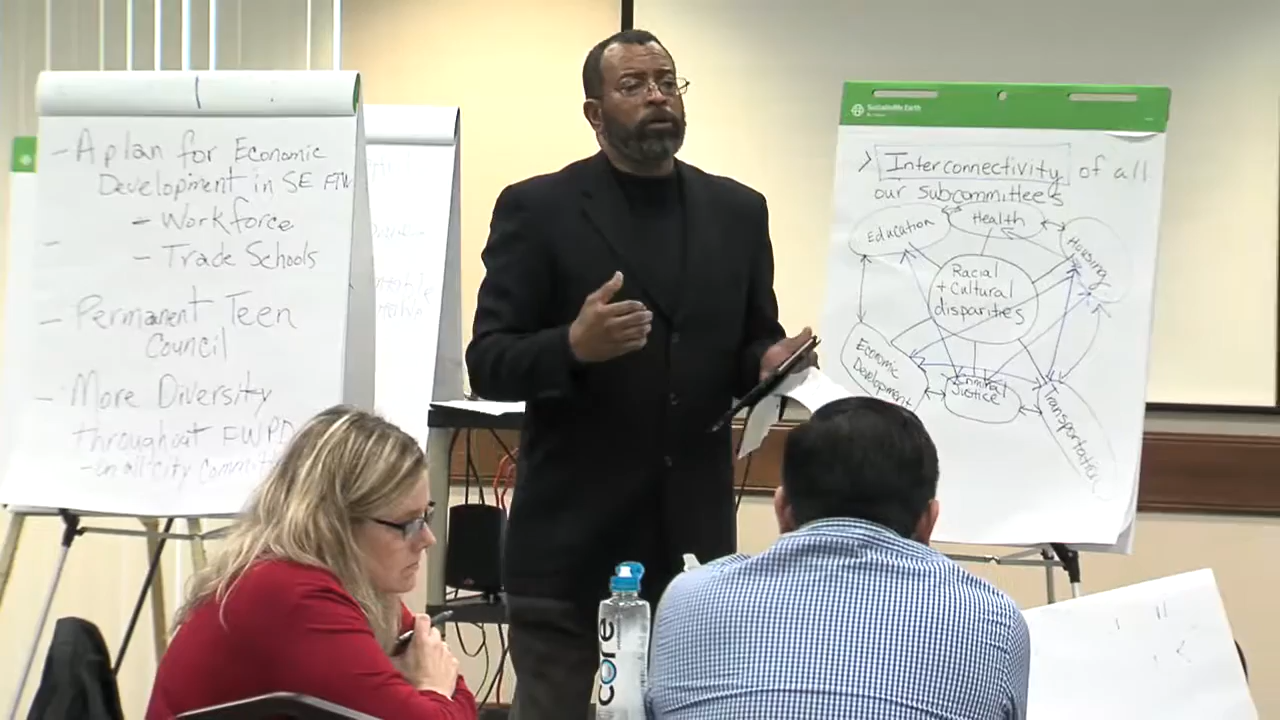 - A plan for Economic
Development in SE FTW
- Workforce
- Trade Schools
- Permanent Teen
Council
- More Diversity
throughout FWPD
- on all City
Sustainable Earth
> Interconnectivity of all
our subcommittees
Education
Health
Housing
Racial
+ Cultural
disparities
Economic
Development
Criminal
Justice
Transportation
core